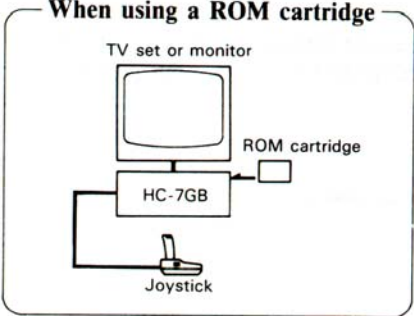 When using a ROM cartridge
TV set or monitor
ROM cartridge
HC-7GB
Joystick